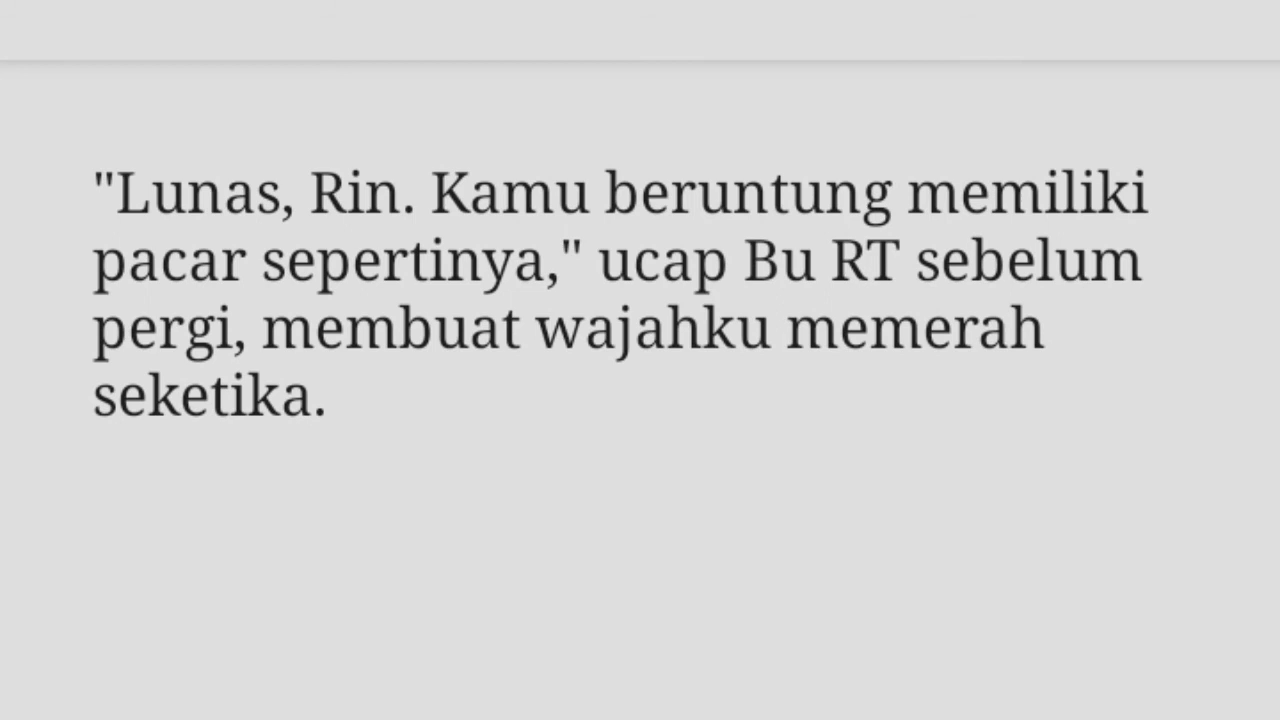 "Lunas, Rin. Kamu beruntung memiliki
pacar sepertinya," ucap Bu RT sebelum
pergi, membuat wajahku memerah
seketika.